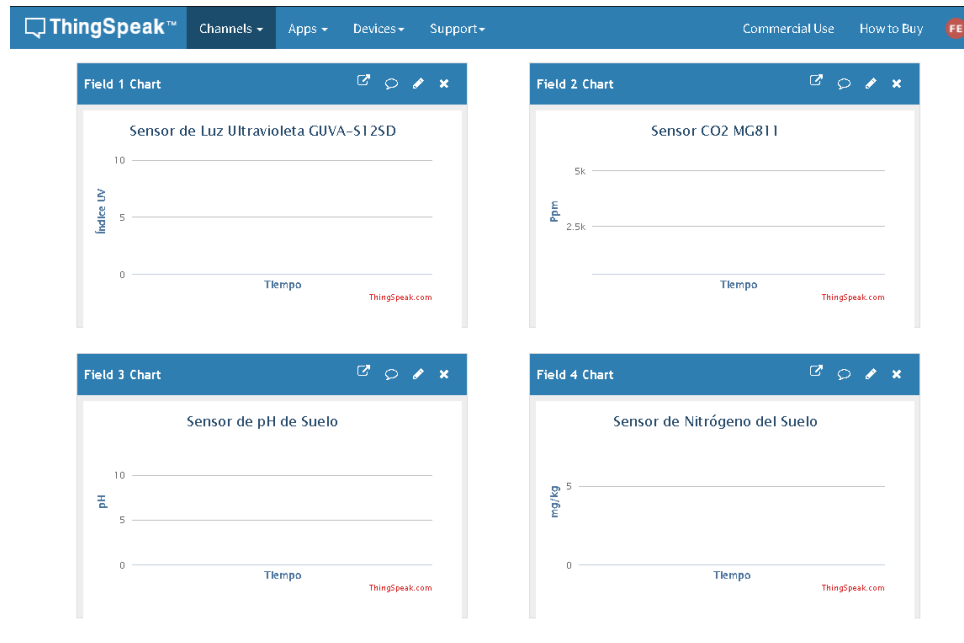 ThingSpeak™ Channels Apps Devices Support Commercial Use How to Buy FE
Field 1 Chart
Sensor de Luz Ultravioleta GUVA-S12SD
10
Índice UV
5
0
Tiempo
ThingSpeak.com
Field 2 Chart
Sensor CO2 MG811
5k
Ppm
2.5k
Tiempo
ThingSpeak.com
Field 3 Chart
Sensor de pH de Suelo
10
pH
5
0
Tiempo
ThingSpeak.com
Field 4 Chart
Sensor de Nitrógeno del Suelo
5
mg/kg
0
Tiempo
ThingSpeak.com